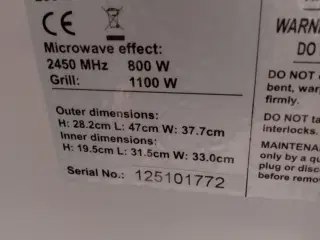 CE
Microwave effect:
2450 MHz 800 W
Grill: 1100 W
Outer dimensions:
H: 28.2cm L: 47cm W: 37.7cm
Inner dimensions:
H: 19.5cm L: 31.5cm W: 33.0cm
Serial No.: 125101772
WARNI
DO
DO NOT
bent, war
firmly.
DO NOT ta
interlocks.
MAINTENA
only by a qu
plug or disc
before remo